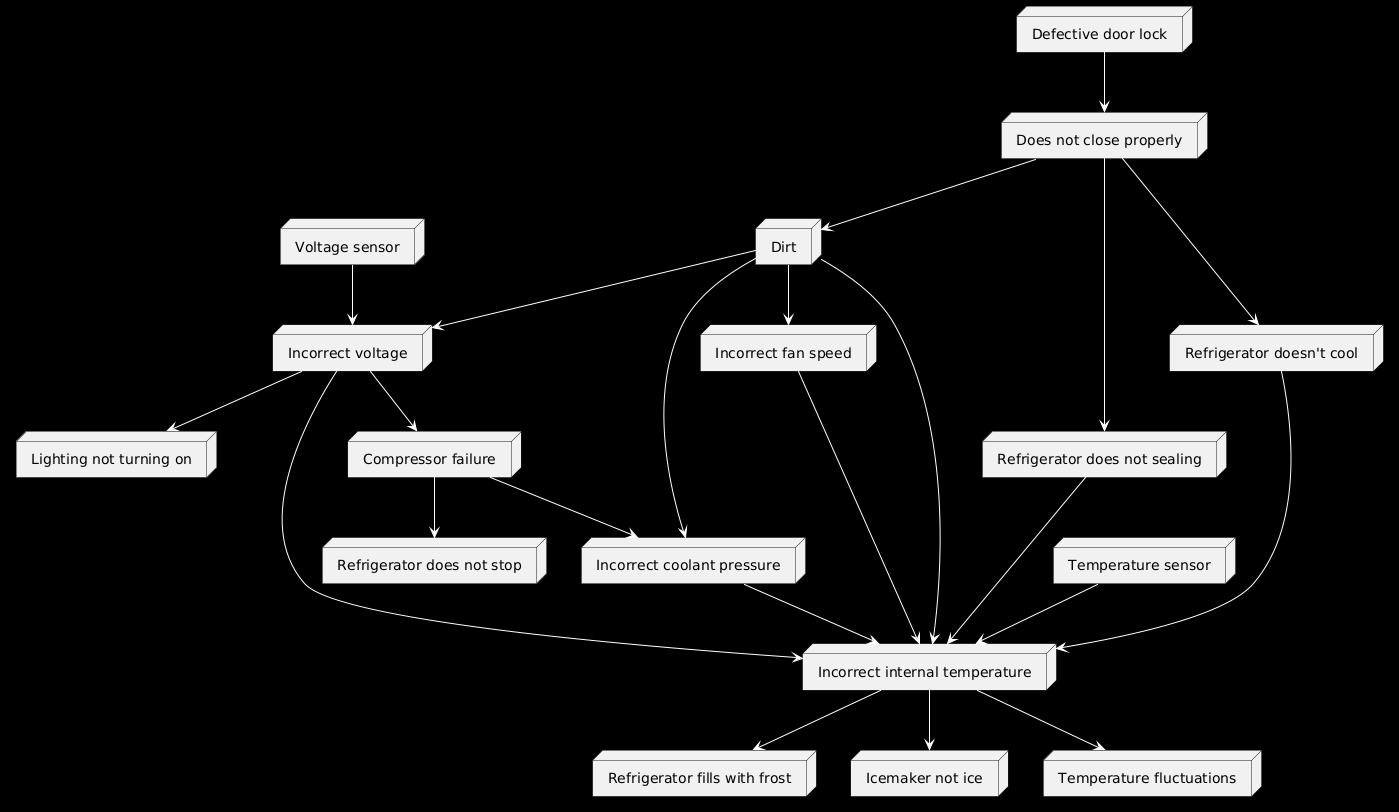 Defective door lock
Does not close properly
Voltage sensor
Dirt
Incorrect voltage
Incorrect fan speed
Refrigerator doesn't cool
Lighting not turning on
Compressor failure
Refrigerator does not sealing
Refrigerator does not stop
Incorrect coolant pressure
Temperature sensor
Incorrect internal temperature
Refrigerator fills with frost
Icemaker not ice
Temperature fluctuations